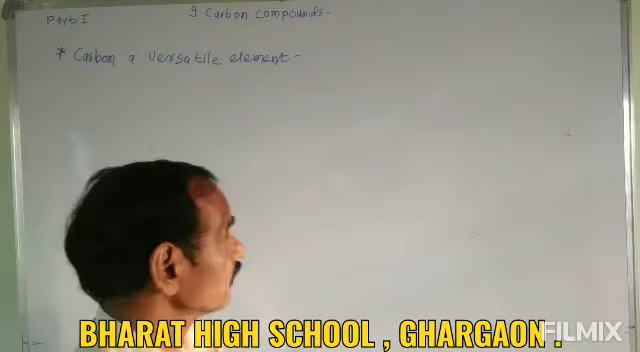 Part I
9 Carbon compounds-
* Carbon a versatile element-
BHARAT HIGH SCHOOL , GHARGAON .
FILMIX